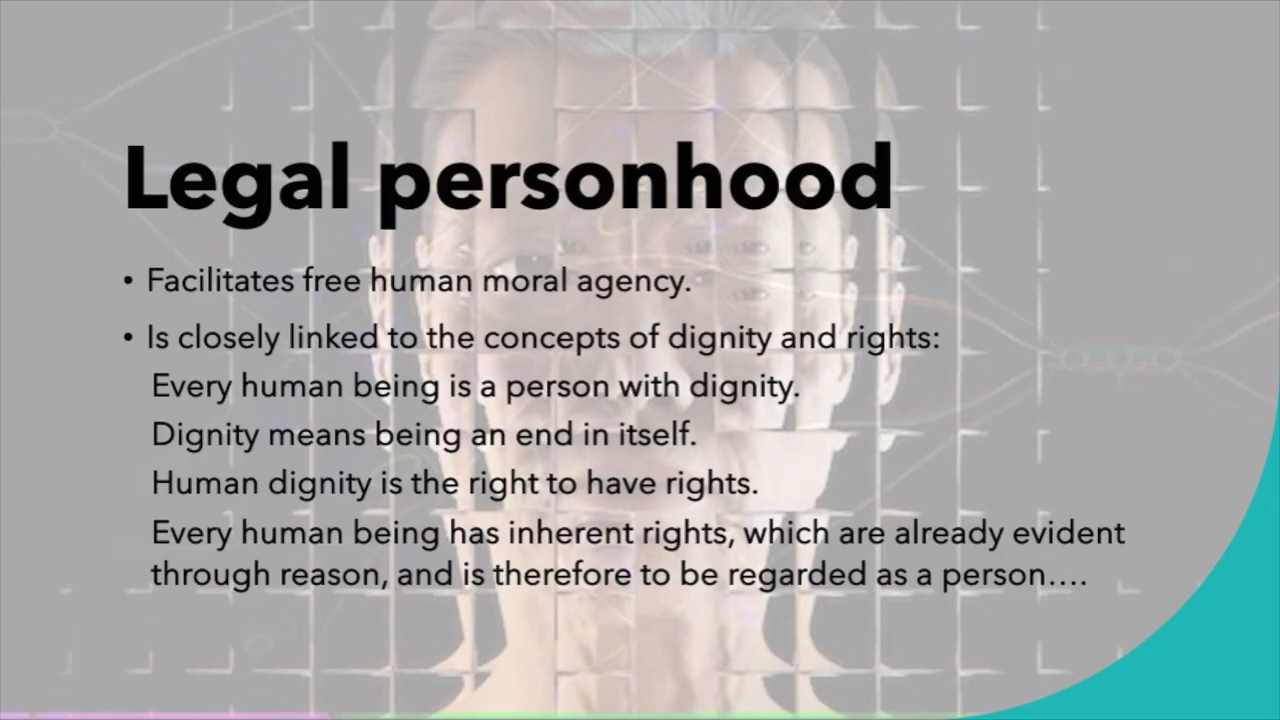 Legal personhood
• Facilitates free human moral agency.
• Is closely linked to the concepts of dignity and rights:
Every human being is a person with dignity.
Dignity means being an end in itself.
Human dignity is the right to have rights.
Every human being has inherent rights, which are already evident
through reason, and is therefore to be regarded as a person….